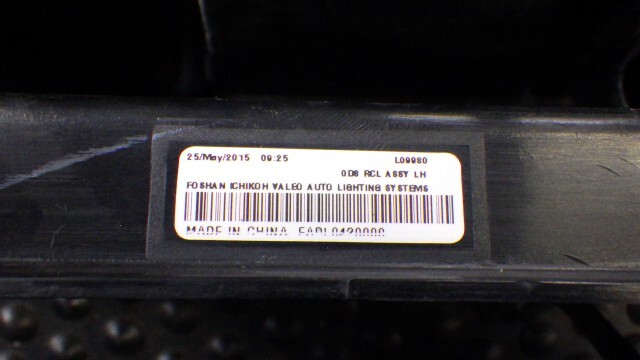 25/May/2015 09:25 L09980
0D8 RCL ASSY LH
FOSHAN ICHIKOH VALEO AUTO LIGHTING SYSTEMS
MADE IN CHINA